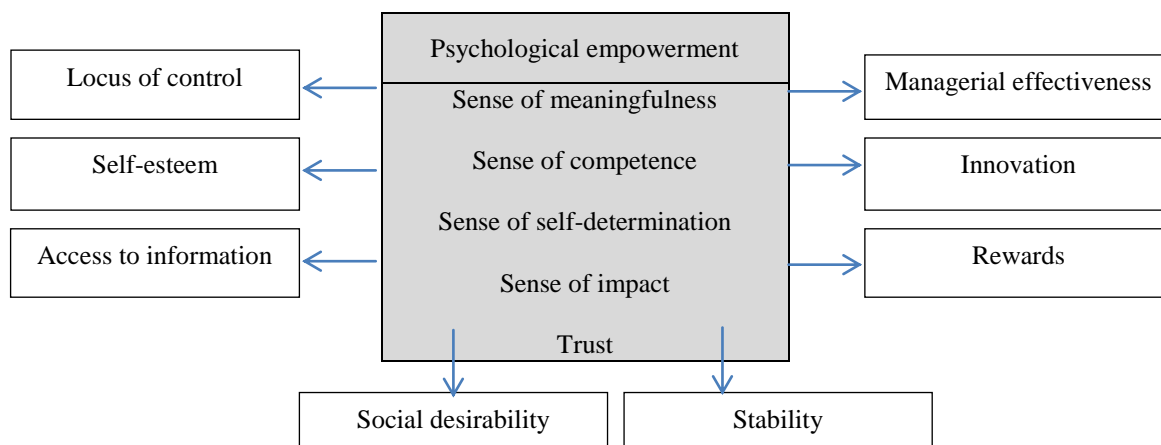 Psychological empowerment
Locus of control
Managerial effectiveness
Sense of meaningfulness
Self-esteem
Sense of competence
Innovation
Sense of self-determination
Access to information
Rewards
Sense of impact
Trust
Social desirability
Stability